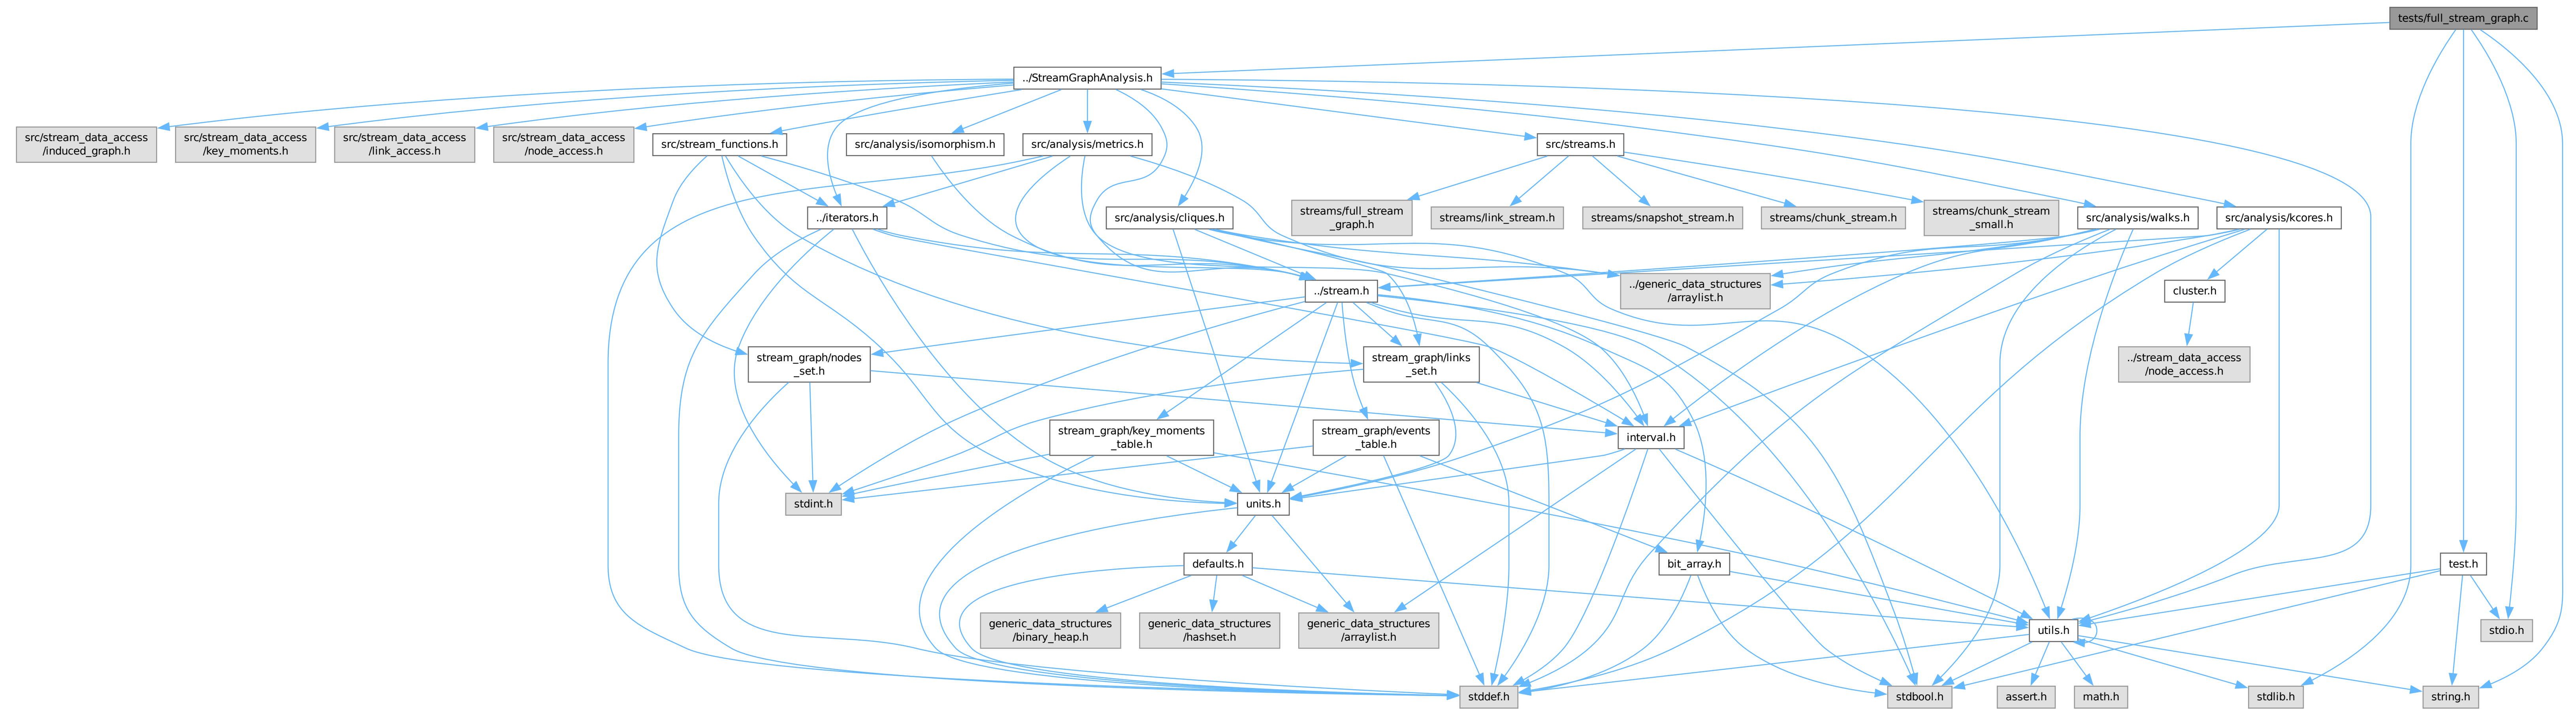 tests/full_stream_graph.c
../StreamGraphAnalysis.h
src/stream_data_access
/induced_graph.h
src/stream_data_access
/key_moments.h
src/stream_data_access
/link_access.h
src/stream_data_access
/node_access.h
src/stream_functions.h
src/analysis/isomorphism.h
src/analysis/metrics.h
src/streams.h
../iterators.h
src/analysis/cliques.h
streams/full_stream
_graph.h
streams/link_stream.h
streams/snapshot_stream.h
streams/chunk_stream.h
streams/chunk_stream
_small.h
src/analysis/walks.h
src/analysis/kcores.h
../stream.h
../generic_data_structures
/arraylist.h
cluster.h
stream_graph/nodes
_set.h
stream_graph/links
_set.h
../stream_data_access
/node_access.h
stream_graph/key_moments
_table.h
stream_graph/events
_table.h
interval.h
stdint.h
units.h
defaults.h
bit_array.h
test.h
generic_data_structures
/binary_heap.h
generic_data_structures
/hashset.h
generic_data_structures
/arraylist.h
utils.h
stdio.h
stddef.h
stdbool.h
assert.h
math.h
stdlib.h
string.h